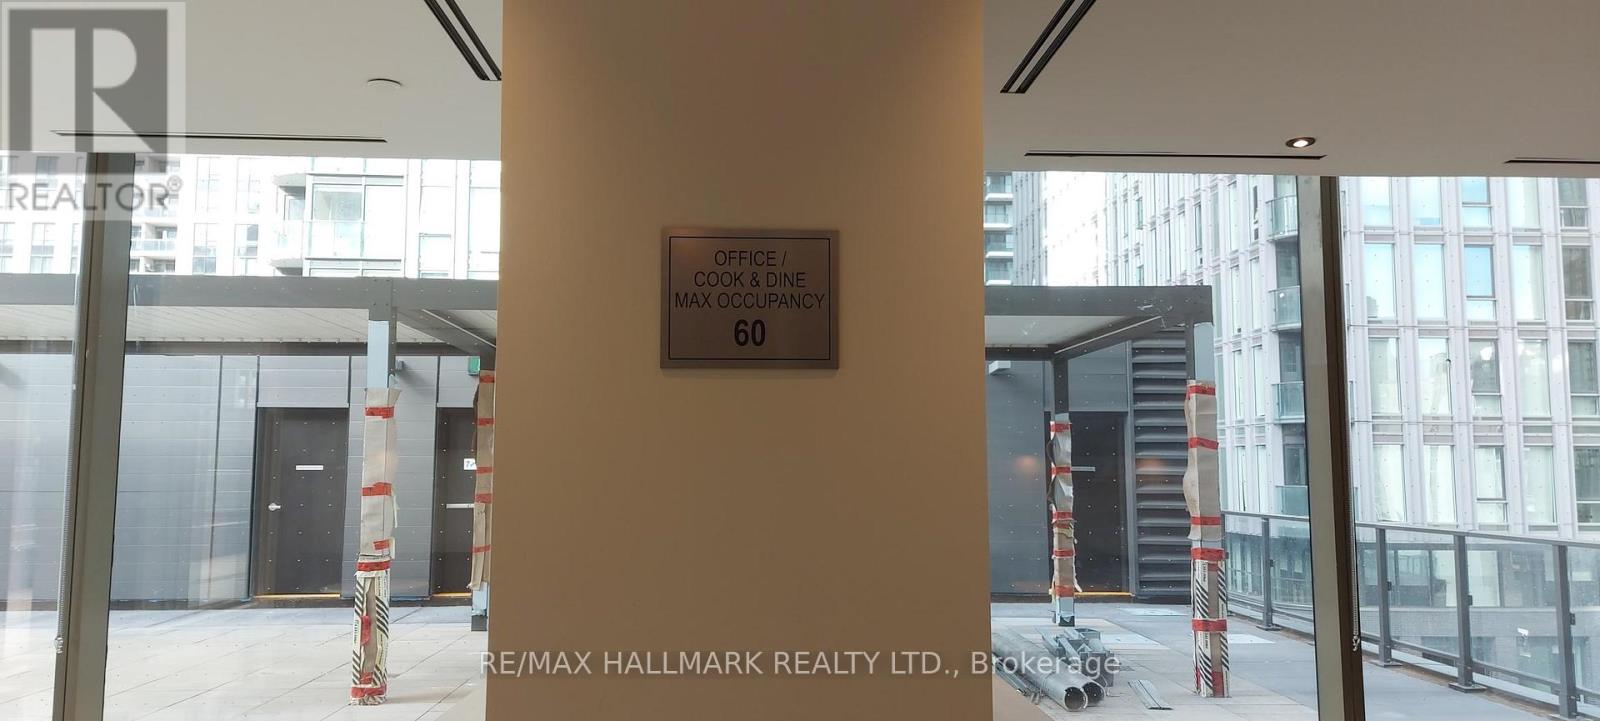 REALTOR®
OFFICE /
COOK & DINE
MAX OCCUPANCY
60
RE/MAX HALLMARK REALTY LTD., Brokerage